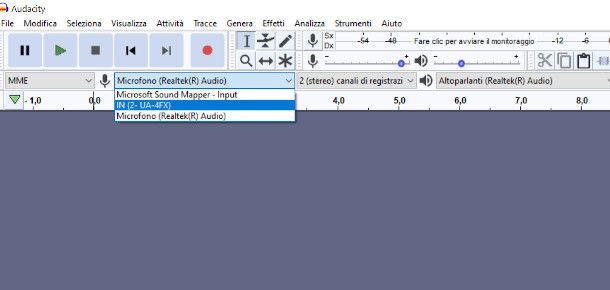 Audacity
File Modifica Seleziona Visualizza Attività Tracce Genera Effetti Analizza Strumenti Aiuto
Sx
Dx
-54 -48 Fare clic per avviare il monitoraggio -12 -6
MME Microfono (Realtek(R) Audio) 2 (stereo) canali di registrazi Altoparlanti (Realtek(R) Audio)
Microsoft Sound Mapper - Input
IN (2- UA-4FX)
Microfono (Realtek(R) Audio)
- 1,0 0,0 4,0 5,0 6,0 7,0 8,0